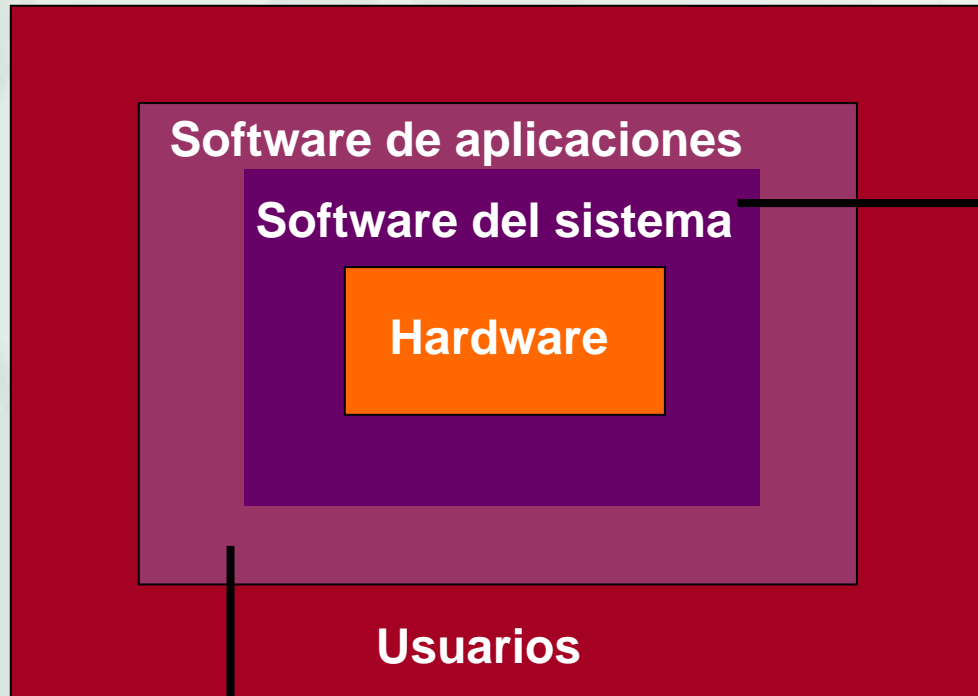 Software de aplicaciones
Software del sistema
Hardware
Usuarios